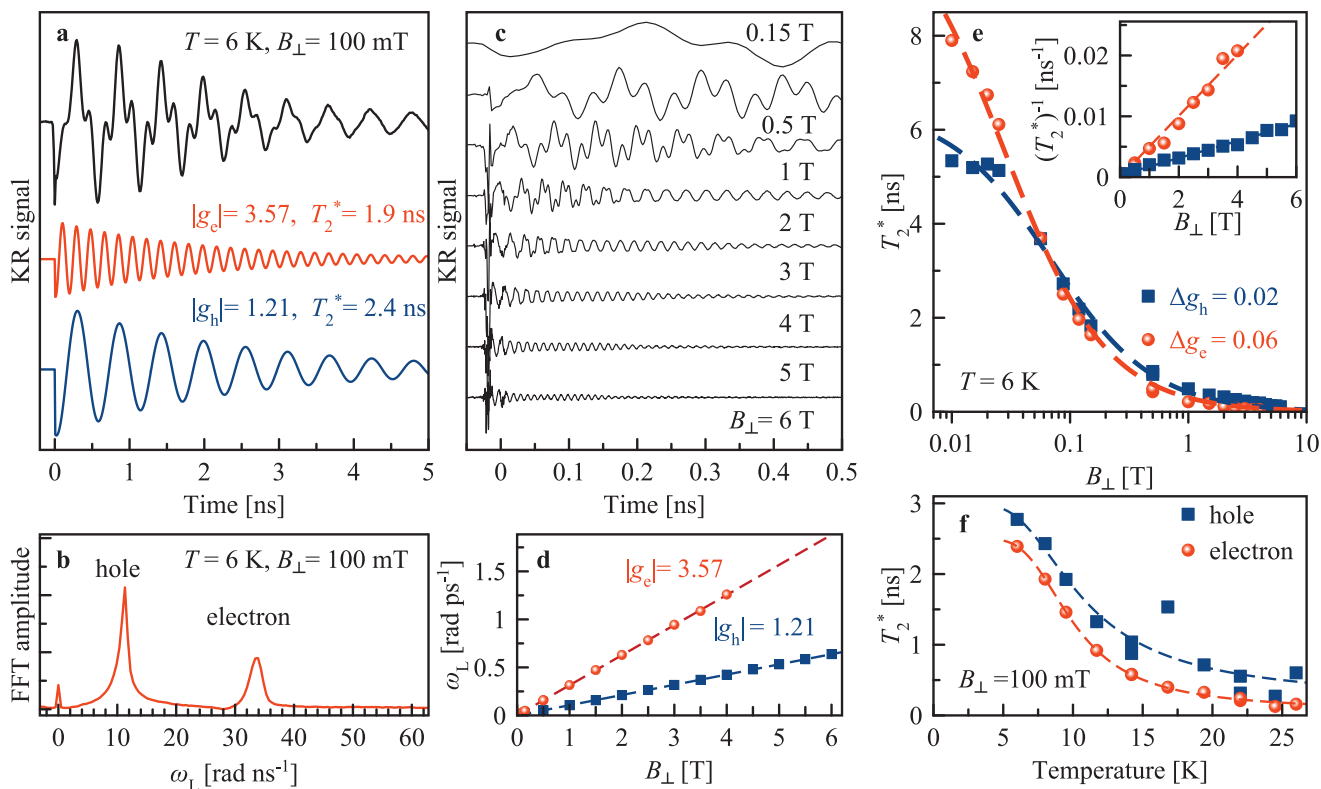 a
T = 6 K, B⊥= 100 mT
|gₑ|= 3.57, T₂*= 1.9 ns
|gₕ|= 1.21, T₂*= 2.4 ns
KR signal
0 1 2 3 4 5
Time [ns]
b
T = 6 K, B⊥= 100 mT
hole
electron
FFT amplitude
0 10 20 30 40 50 60
ω_L [rad ns⁻¹]
c
0.15 T
0.5 T
1 T
2 T
3 T
4 T
5 T
B⊥= 6 T
KR signal
0 0.1 0.2 0.3 0.4 0.5
Time [ns]
d
|gₑ|= 3.57
|gₕ|= 1.21
ω_L [rad ps⁻¹]
1.5
1
0.5
0
0 1 2 3 4 5 6
B⊥ [T]
e
T₂* [ns]
8
6
4
2
0
Δgₕ = 0.02
Δgₑ = 0.06
T = 6 K
0.01 0.1 1 10
B⊥ [T]
(T₂*)⁻¹ [ns⁻¹]
0.02
0.01
0
0 2 4 6
B⊥ [T]
f
hole
electron
T₂* [ns]
3
2
1
0
B⊥ =100 mT
0 5 10 15 20 25
Temperature [K]